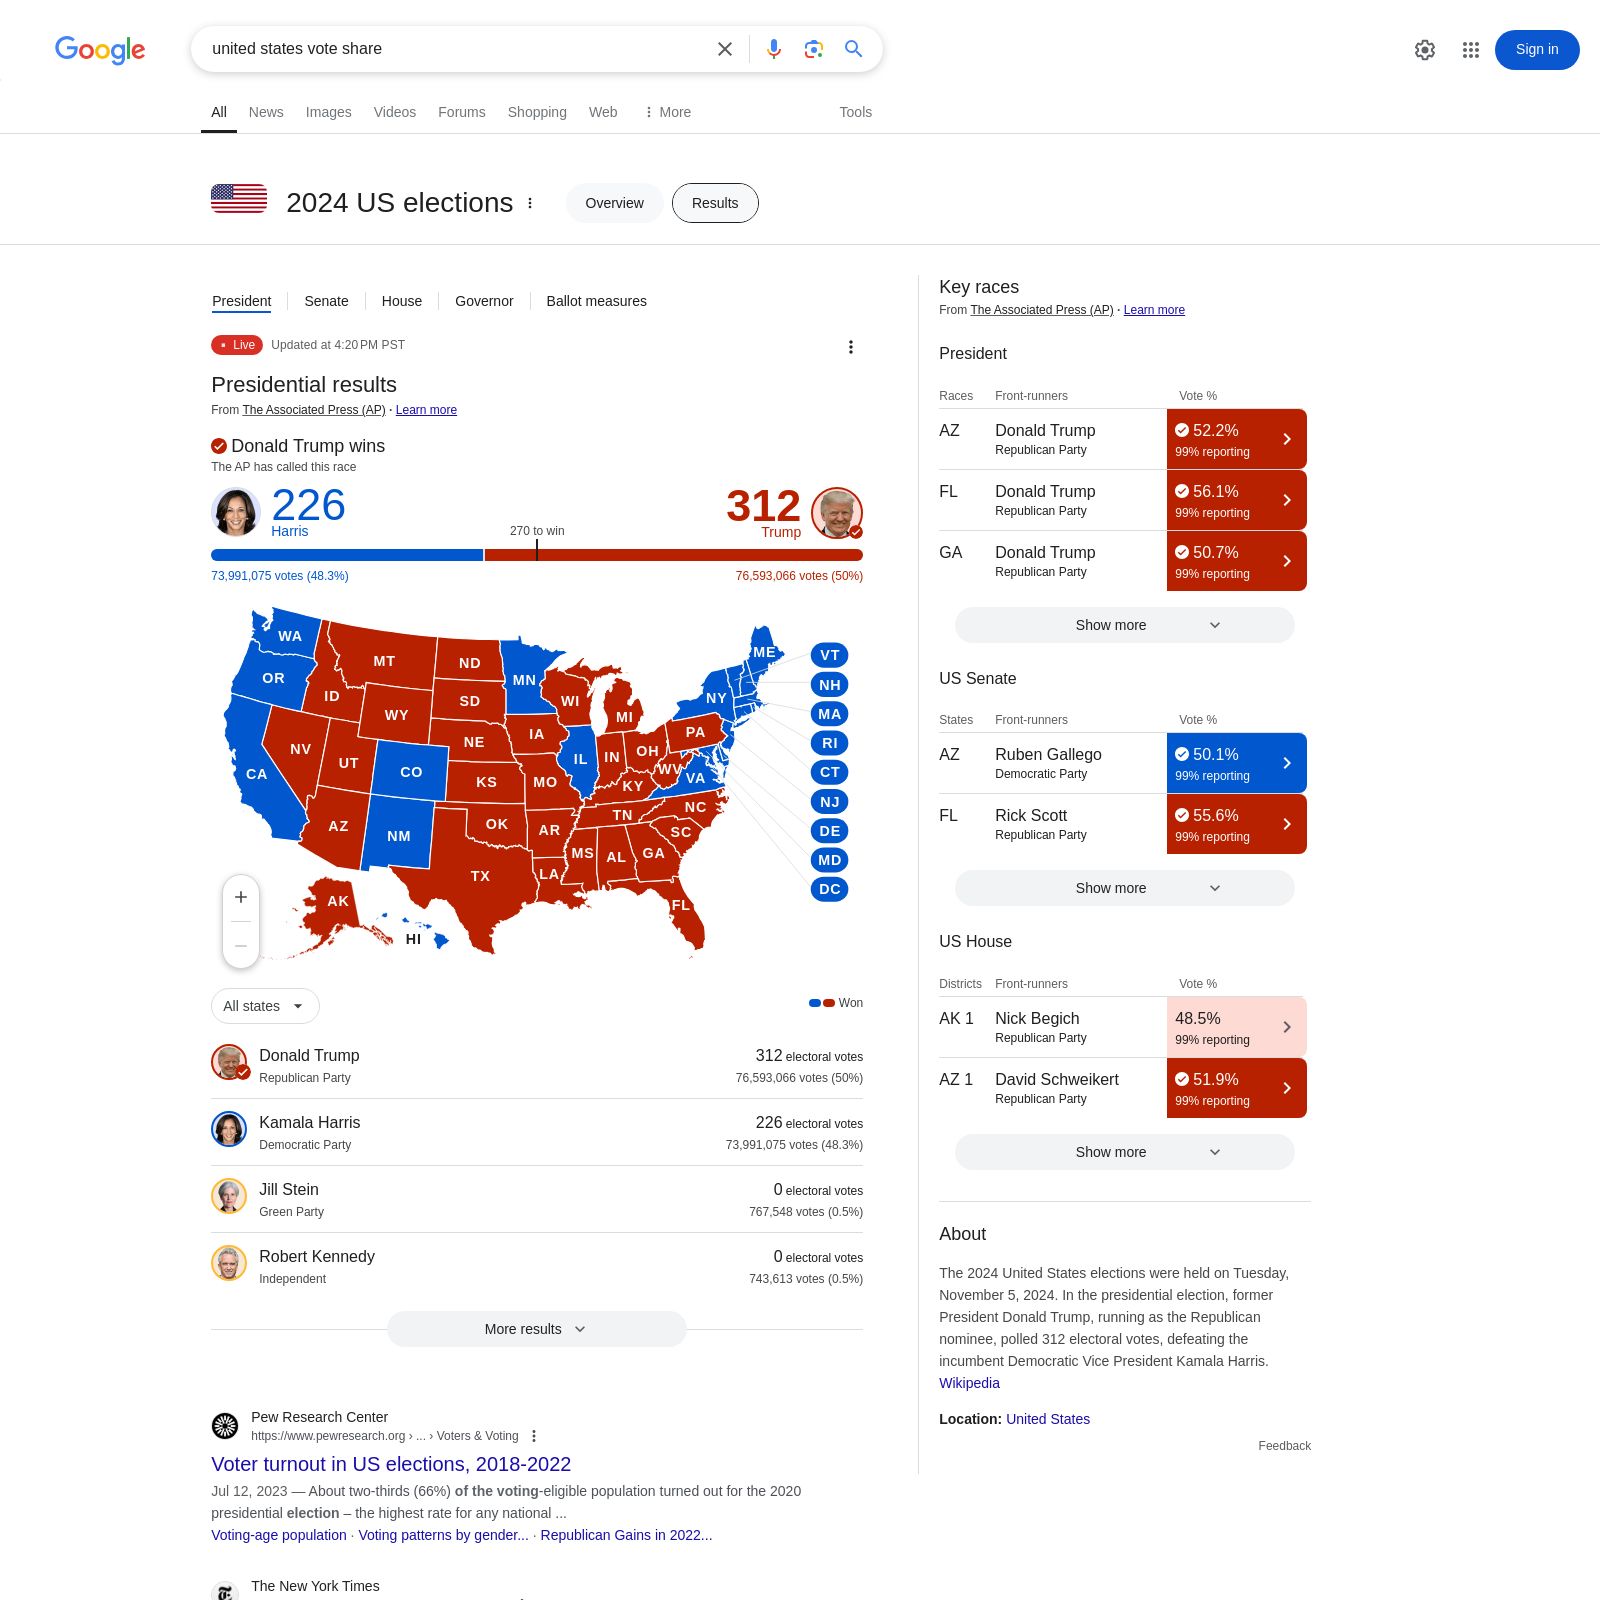 Google
united states vote share
Sign in
All
News
Images
Videos
Forums
Shopping
Web
More
Tools
2024 US elections
Overview
Results
President
Senate
House
Governor
Ballot measures
Live
Updated at 4:20 PM PST
Presidential results
From The Associated Press (AP) · Learn more
Donald Trump wins
The AP has called this race
226
Harris
270 to win
312
Trump
73,991,075 votes (48.3%)
76,593,066 votes (50%)
WA
OR
CA
ID
NV
MT
WY
UT
AZ
CO
NM
ND
SD
NE
KS
OK
TX
MN
IA
MO
AR
LA
WI
IL
MI
IN
OH
KY
TN
MS
AL
GA
FL
SC
NC
VA
WV
PA
NY
ME
VT
NH
MA
RI
CT
NJ
DE
MD
DC
AK
HI
+
−
All states
Won
Donald Trump
Republican Party
312 electoral votes
76,593,066 votes (50%)
Kamala Harris
Democratic Party
226 electoral votes
73,991,075 votes (48.3%)
Jill Stein
Green Party
0 electoral votes
767,548 votes (0.5%)
Robert Kennedy
Independent
0 electoral votes
743,613 votes (0.5%)
More results
Pew Research Center
https://www.pewresearch.org › ... › Voters & Voting
Voter turnout in US elections, 2018-2022
Jul 12, 2023 — About two-thirds (66%) of the voting-eligible population turned out for the 2020
presidential election – the highest rate for any national ...
Voting-age population · Voting patterns by gender... · Republican Gains in 2022...
The New York Times
Key races
From The Associated Press (AP) · Learn more
President
Races Front-runners Vote %
AZ
Donald Trump
Republican Party
52.2%
99% reporting
FL
Donald Trump
Republican Party
56.1%
99% reporting
GA
Donald Trump
Republican Party
50.7%
99% reporting
Show more
US Senate
States Front-runners Vote %
AZ
Ruben Gallego
Democratic Party
50.1%
99% reporting
FL
Rick Scott
Republican Party
55.6%
99% reporting
Show more
US House
Districts Front-runners Vote %
AK 1
Nick Begich
Republican Party
48.5%
99% reporting
AZ 1
David Schweikert
Republican Party
51.9%
99% reporting
Show more
About
The 2024 United States elections were held on Tuesday,
November 5, 2024. In the presidential election, former
President Donald Trump, running as the Republican
nominee, polled 312 electoral votes, defeating the
incumbent Democratic Vice President Kamala Harris.
Wikipedia
Location: United States
Feedback